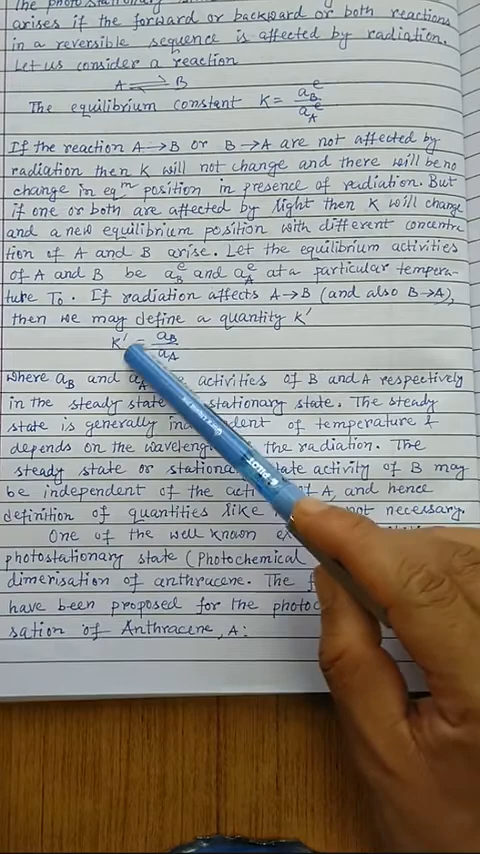 The photostationary
arises if the forward or backward or both reactions
in a reversible sequence is affected by radiation.
Let us consider a reaction
A ⇌ B
The equilibrium constant K = a_B^e / a_A^e
If the reaction A→B or B→A are not affected by
radiation then K will not change and there will be no
change in eq^m position in presence of radiation. But
if one or both are affected by light then K will change
and a new equilibrium position with different concentra
tion of A and B arise. Let the equilibrium activities
of A and B be a_B^e and a_A^e at a particular tempera-
ture T₀. If radiation affects A→B (and also B→A),
then we may define a quantity K'
K' = a_B / a_A
where a_B and a_A activities of B and A respectively
in the steady state stationary state. The steady
state is generally of temperature &
depends on the the radiation. The
steady state or activity of B may
be independent of the of A, and hence
definition of quantities like not necessary.
One of the well known
photostationary state (Photochemical
dimerisation of anthracene. The
have been proposed for the
sation of Anthracene, A: